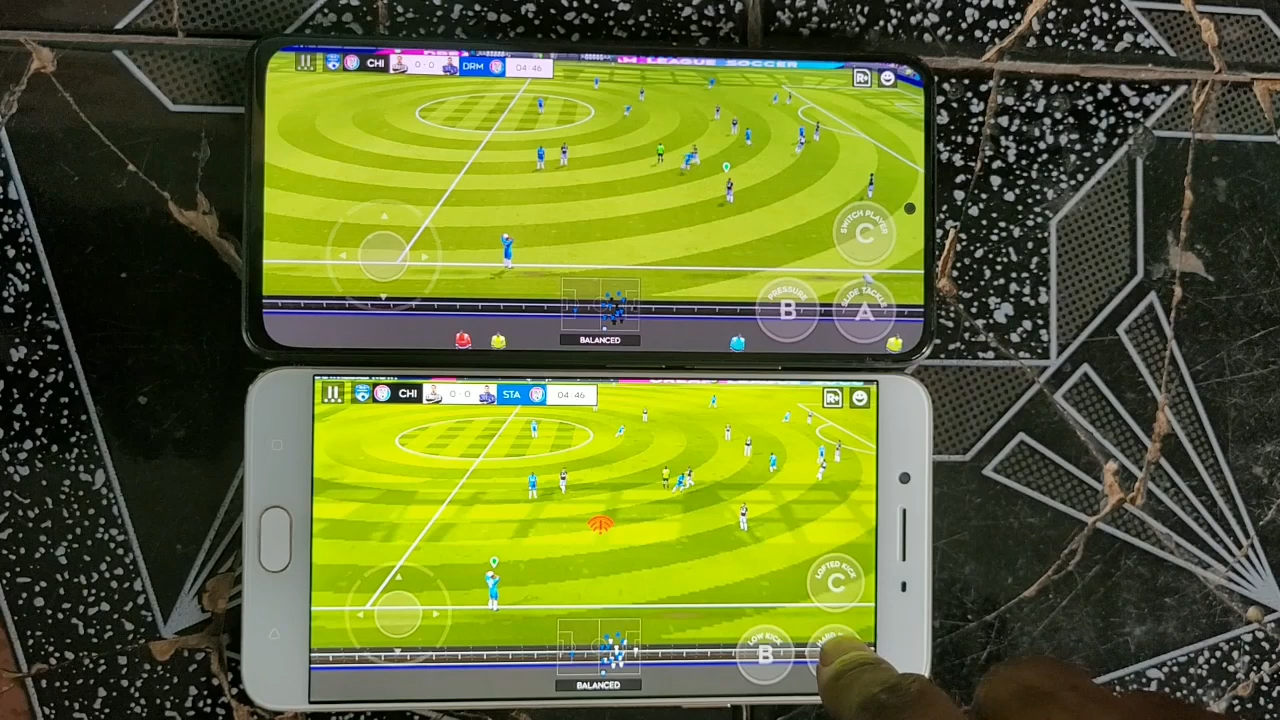 M LEAGUE SOCCER
CHI 0 - 0 DRM 04:46
R+
SWITCH PLAYER
C
PRESSURE
B
SLIDE TACKLE
A
BALANCED
CHI 0 - 0 STA 04:46
R+
LOFTED KICK
C
LOW KICK
B
BALANCED